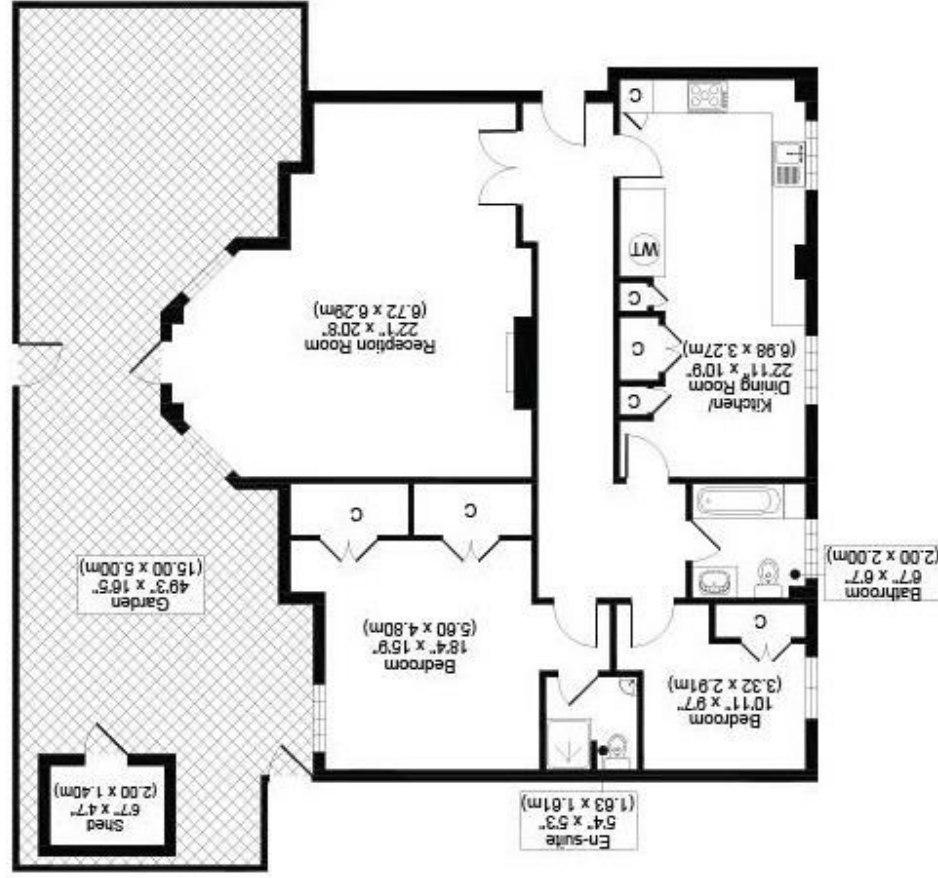 En-suite
5'4" x 5'3"
(1.63 x 1.61m)
Shed
6'7" x 4'7"
(2.00 x 1.40m)
Bedroom
10'11" x 9'7"
(3.32 x 2.91m)
C
Bedroom
18'4" x 15'9"
(5.60 x 4.80m)
Garden
49'3" x 16'5"
(15.00 x 5.00m)
Bathroom
6'7" x 6'7"
(2.00 x 2.00m)
C
C
Kitchen/
Dining Room
22'11" x 10'9"
(6.98 x 3.27m)
C
C
C
Reception Room
22'1" x 20'8"
(6.72 x 6.29m)
WT
C